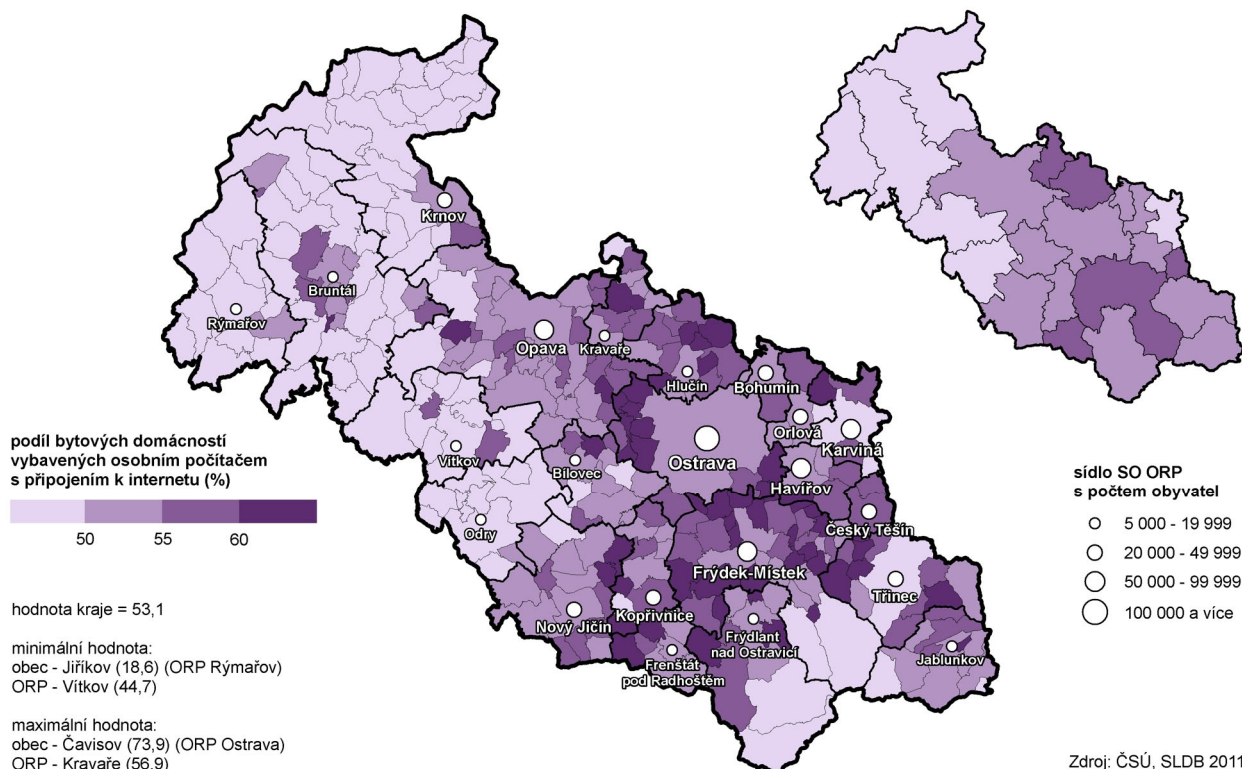 Krnov
Bruntál
Rýmařov
Opava
Kravaře
Hlučín
Bohumín
Orlová
Karviná
Ostrava
Vítkov
Bílovec
Havířov
Odry
Český Těšín
Frýdek-Místek
Třinec
Nový Jičín
Kopřivnice
Frýdlant
nad Ostravicí
Frenštát
pod Radhoštěm
Jablunkov
podíl bytových domácností
vybavených osobním počítačem
s připojením k internetu (%)
50 55 60
hodnota kraje = 53,1
minimální hodnota:
obec - Jiříkov (18,6) (ORP Rýmařov)
ORP - Vítkov (44,7)
maximální hodnota:
obec - Čavisov (73,9) (ORP Ostrava)
ORP - Kravaře (56,9)
sídlo SO ORP
s počtem obyvatel
5 000 - 19 999
20 000 - 49 999
50 000 - 99 999
100 000 a více
Zdroj: ČSÚ, SLDB 2011